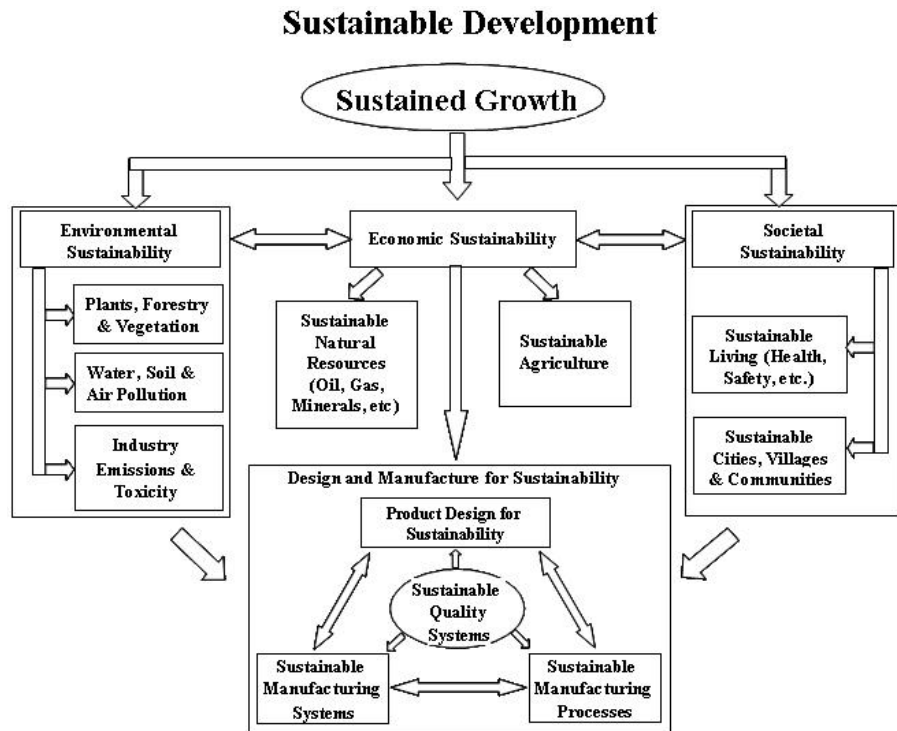 Sustainable Development
Sustained Growth
Environmental
Sustainability
Economic Sustainability
Societal
Sustainability
Plants, Forestry
& Vegetation
Water, Soil &
Air Pollution
Industry
Emissions &
Toxicity
Sustainable
Natural
Resources
(Oil, Gas,
Minerals, etc)
Sustainable
Agriculture
Sustainable
Living (Health,
Safety, etc.)
Sustainable
Cities, Villages
& Communities
Design and Manufacture for Sustainability
Product Design for
Sustainability
Sustainable
Quality
Systems
Sustainable
Manufacturing
Systems
Sustainable
Manufacturing
Processes